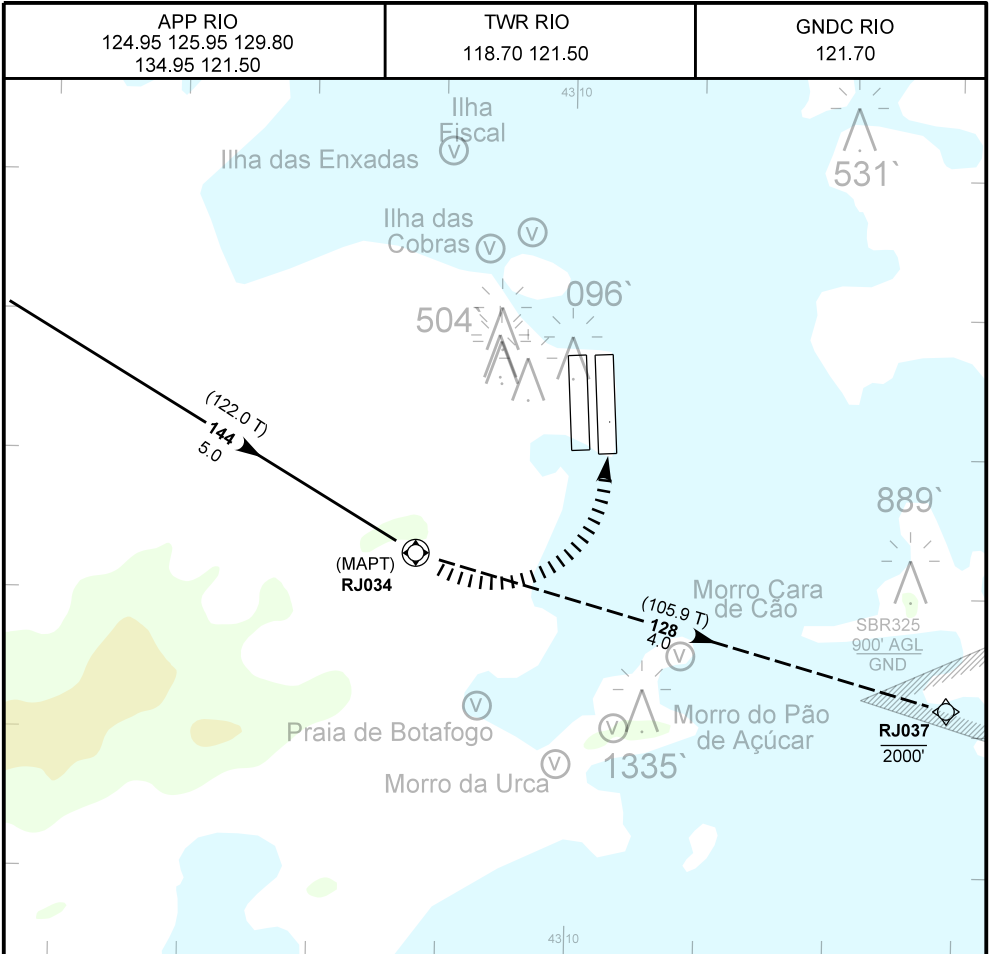 APP RIO
124.95 125.95 129.80
134.95 121.50
TWR RIO
118.70 121.50
GNDC RIO
121.70
43 10
Ilha
Fiscal
V
Ilha das Enxadas
531`
Ilha das
Cobras
V
V
096`
504`
(122.0 T)
144
5.0
889`
(MAPT)
RJ034
Morro Cara
de Cão
(105.9 T)
128
4.0
V
SBR325
900' AGL
GND
V
Praia de Botafogo
V
Morro do Pão
de Açúcar
RJ037
2000'
V
1335`
Morro da Urca
43 10